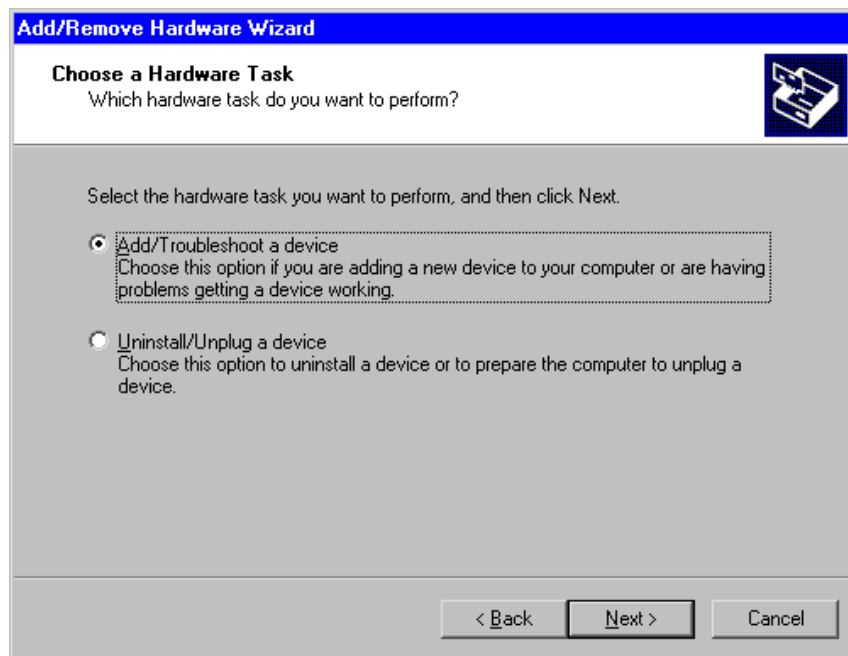 Add/Remove Hardware Wizard
Choose a Hardware Task
Which hardware task do you want to perform?
Select the hardware task you want to perform, and then click Next.
Add/Troubleshoot a device
Choose this option if you are adding a new device to your computer or are having
problems getting a device working.
Uninstall/Unplug a device
Choose this option to uninstall a device or to prepare the computer to unplug a
device.
< Back
Next >
Cancel